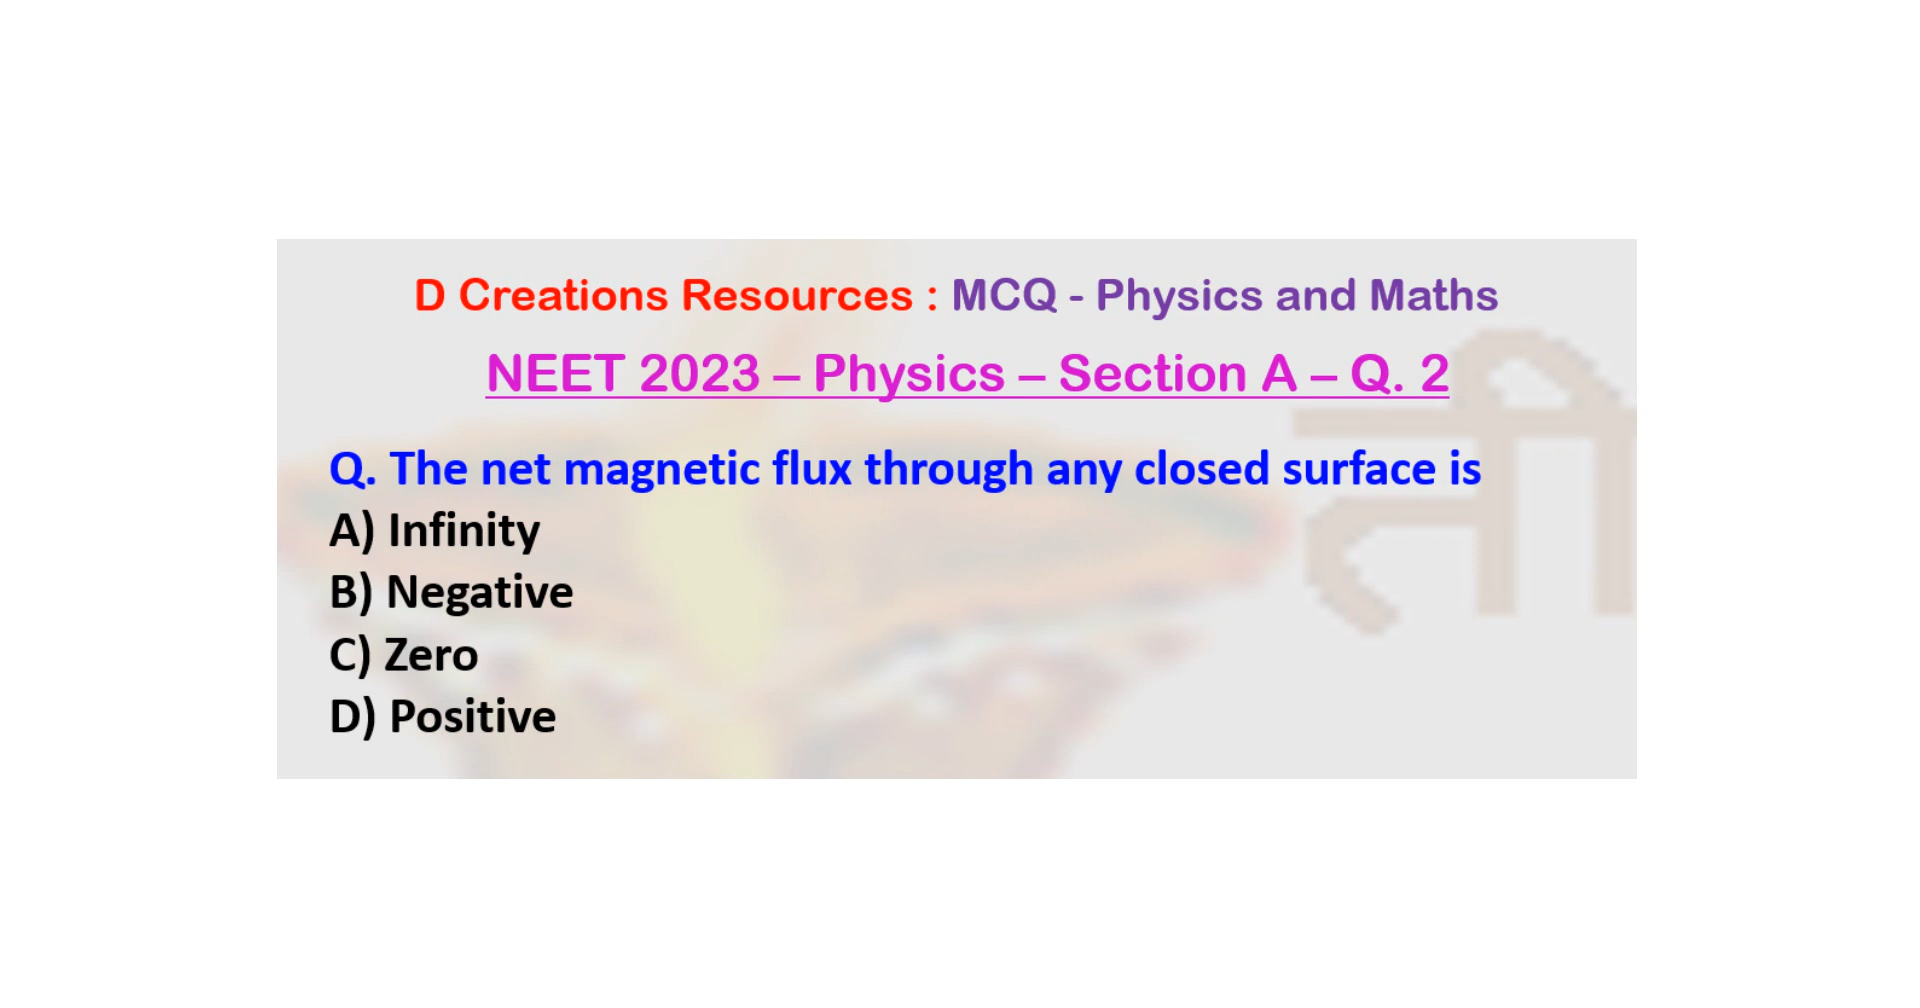 D Creations Resources : MCQ - Physics and Maths
NEET 2023 – Physics – Section A – Q. 2
Q. The net magnetic flux through any closed surface is
A) Infinity
B) Negative
C) Zero
D) Positive
ती